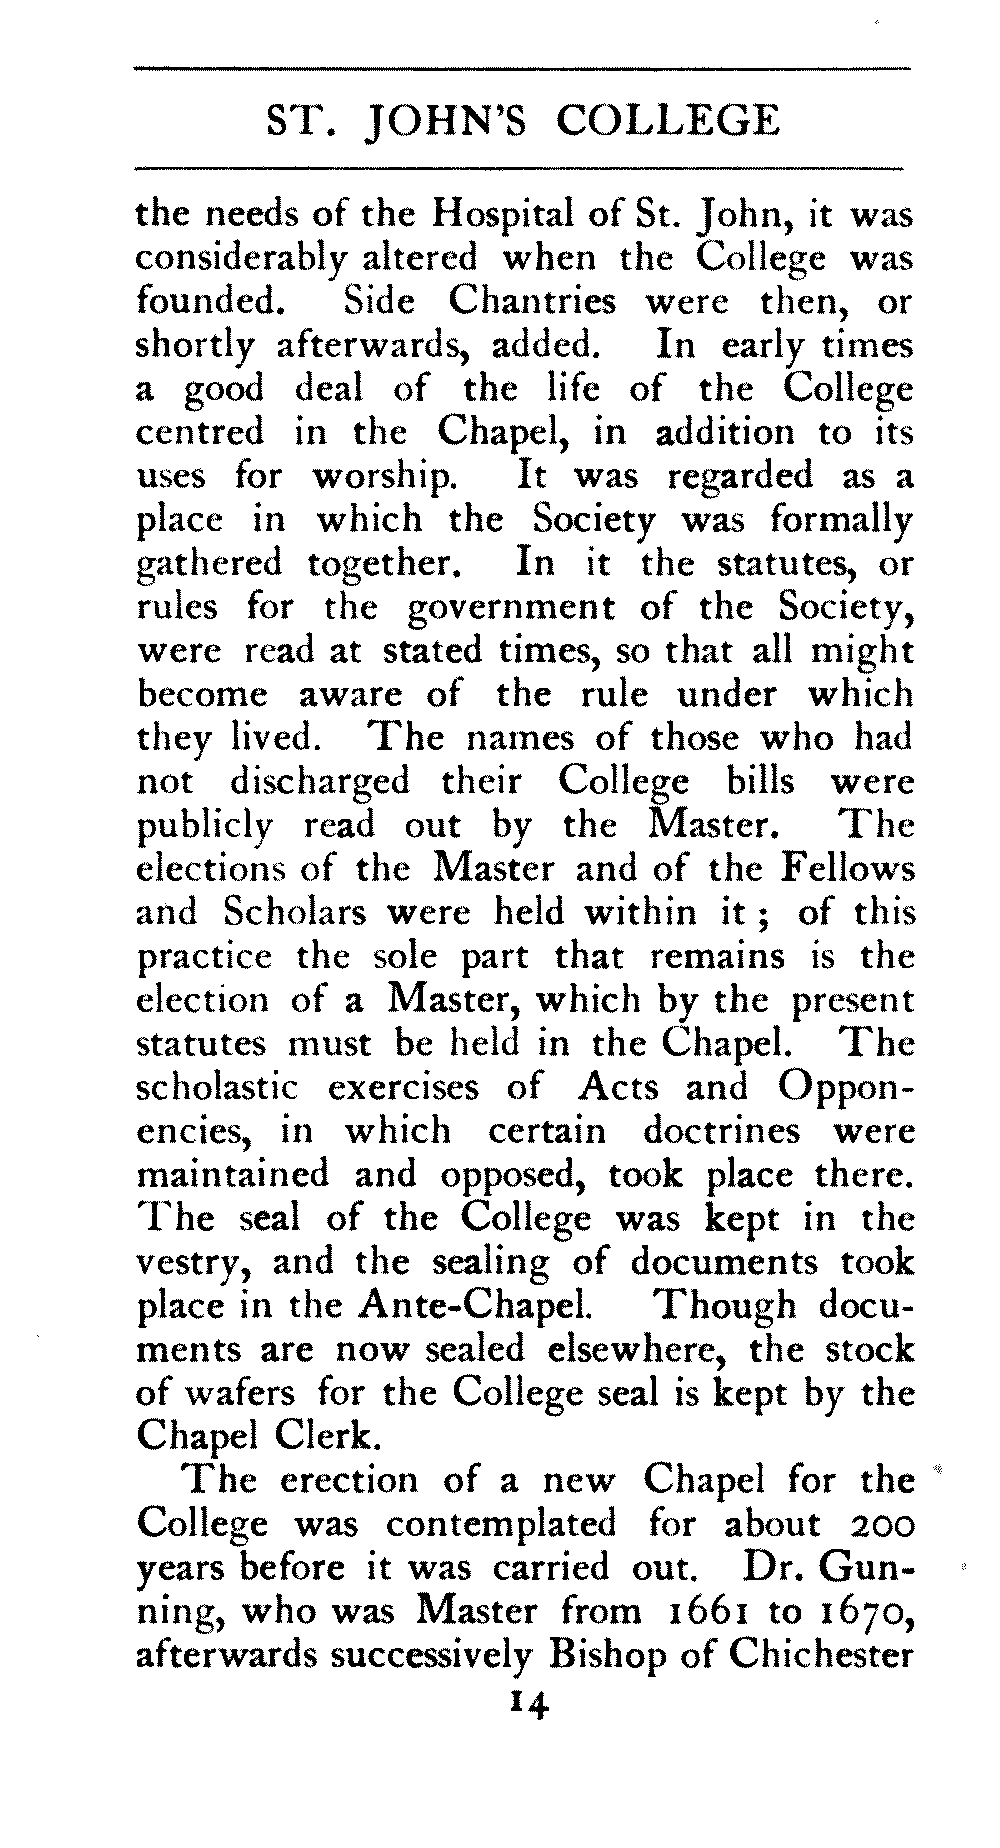 ST. JOHN'S COLLEGE
the needs of the Hospital of St. John, it was
considerably altered when the College was
founded. Side Chantries were then, or
shortly afterwards, added. In early times
a good deal of the life of the College
centred in the Chapel, in addition to its
uses for worship. It was regarded as a
place in which the Society was formally
gathered together. In it the statutes, or
rules for the government of the Society,
were read at stated times, so that all might
become aware of the rule under which
they lived. The names of those who had
not discharged their College bills were
publicly read out by the Master. The
elections of the Master and of the Fellows
and Scholars were held within it ; of this
practice the sole part that remains is the
election of a Master, which by the present
statutes must be held in the Chapel. The
scholastic exercises of Acts and Oppon-
encies, in which certain doctrines were
maintained and opposed, took place there.
The seal of the College was kept in the
vestry, and the sealing of documents took
place in the Ante-Chapel. Though docu-
ments are now sealed elsewhere, the stock
of wafers for the College seal is kept by the
Chapel Clerk.
The erection of a new Chapel for the
College was contemplated for about 200
years before it was carried out. Dr. Gun-
ning, who was Master from 1661 to 1670,
afterwards successively Bishop of Chichester
14